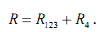 R = R₁₂₃ + R₄ .